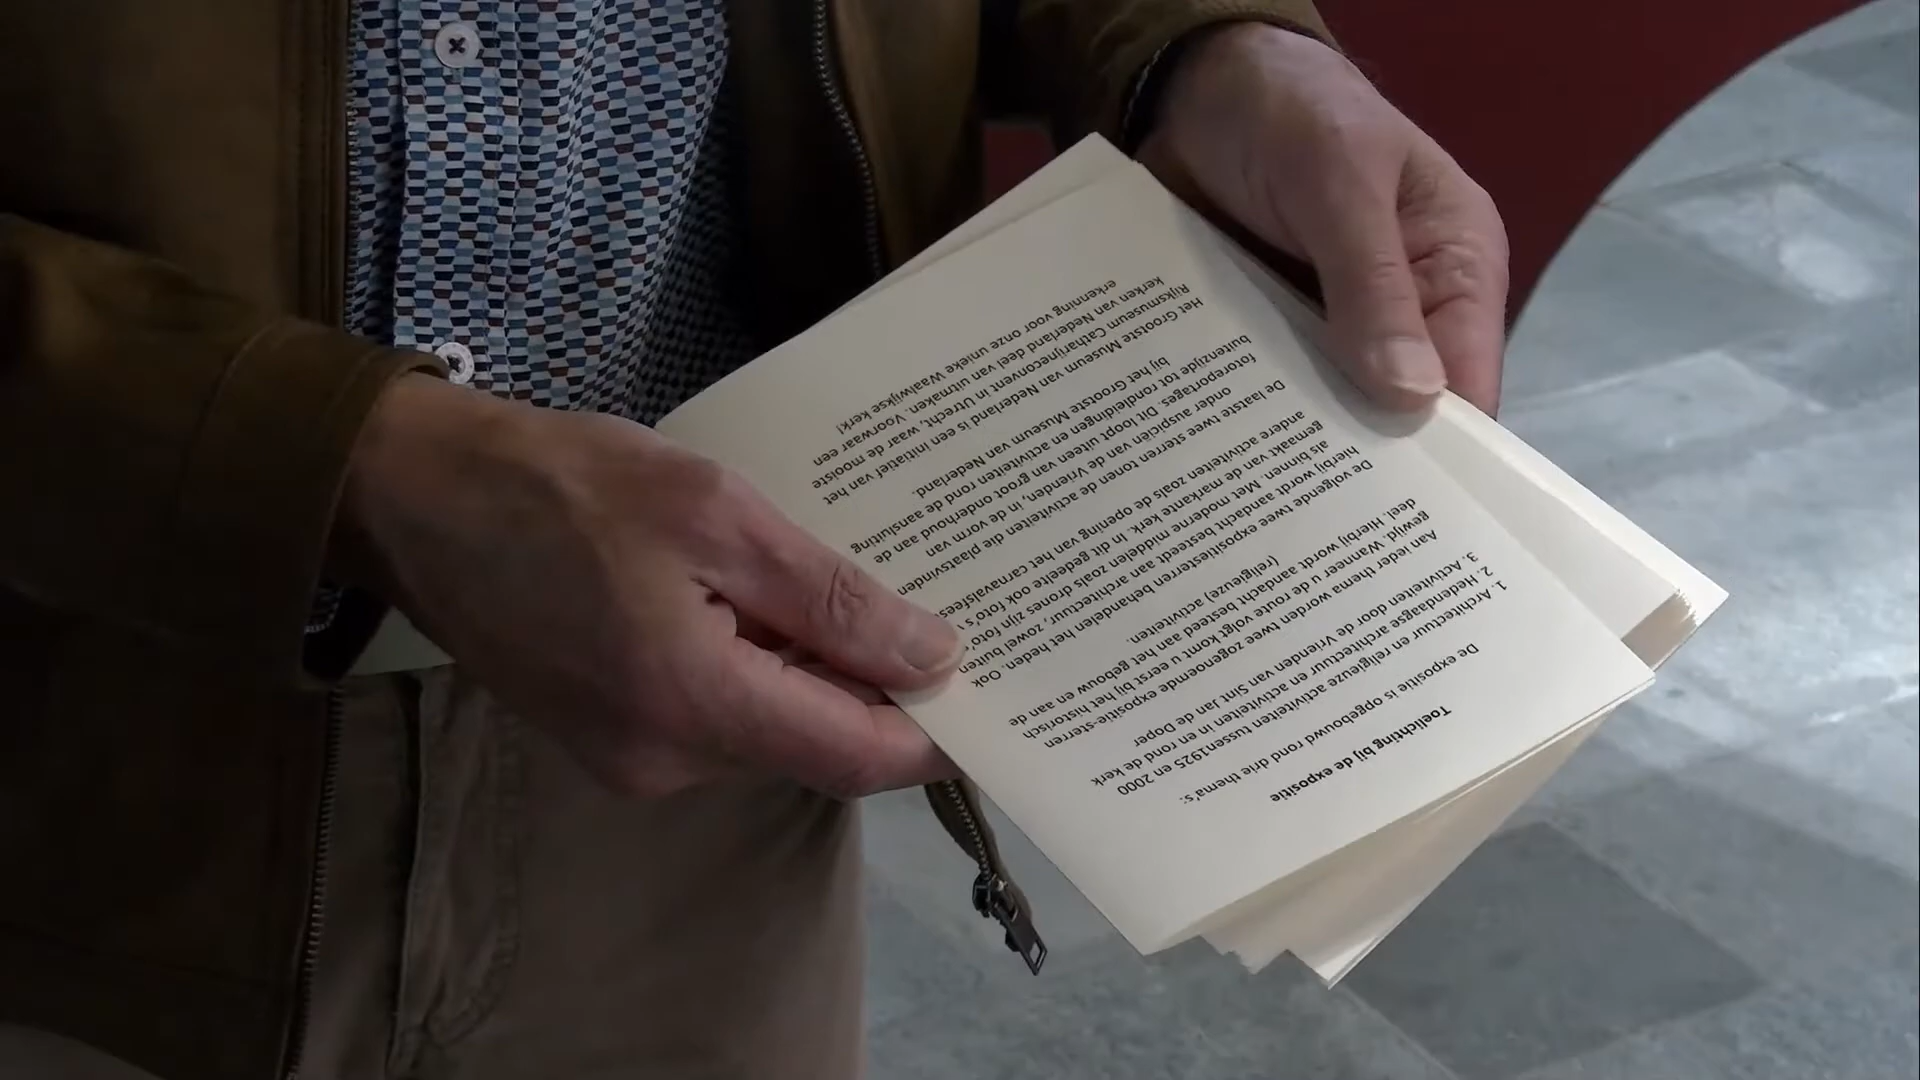 Toelichting bij de expositie
De expositie is opgebouwd rond drie thema's:
1. Architectuur en religieuze activiteiten tussen1925 en 2000
2. Hedendaagse architectuur en activiteiten in en rond de kerk
3. Activiteiten door de Vrienden van Sint Jan de Doper
Aan ieder thema worden twee zogenoemde expositie-sterren
gewijd. Wanneer u de route volgt komt u eerst bij het historisch
deel. Hierbij wordt aandacht besteed aan het gebouw en aan de
(religieuze) activiteiten.
De volgende twee expositiesterren behandelen het heden. Ook
hierbij wordt aandacht besteed aan architectuur, zowel buiten
als binnen. Met moderne middelen zoals drones zijn foto's
gemaakt van de markante kerk. In dit gedeelte ook foto's
andere activiteiten zoals de opening van het carnavalsfeest
De laatste twee sterren tonen de activiteiten die plaatsvinden
onder auspiciën van de Vrienden, in de vorm van
fotoreportages. Dit loopt uiteen van groot onderhoud aan de
buitenzijde tot rondleidingen en activiteiten rond de aansluiting
bij het Grootste Museum van Nederland.
Het Grootste Museum van Nederland is een initiatief van het
Rijksmuseum Catharijneconvent in Utrecht, waar de mooiste
kerken van Nederland deel van uitmaken. Voorwaar een
erkenning voor onze unieke Waalwijkse kerk!